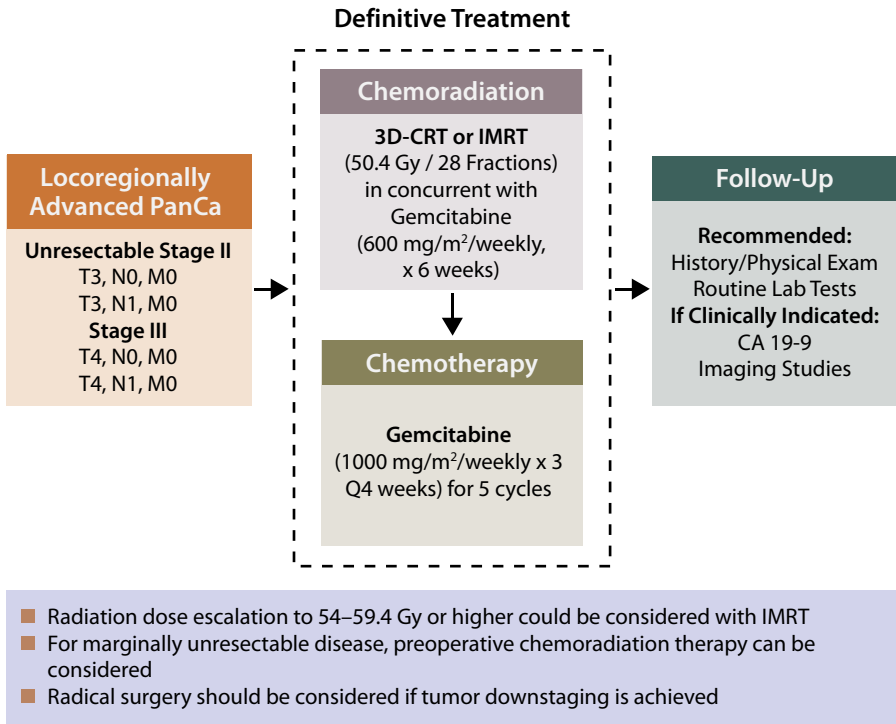 Definitive Treatment
Locoregionally
Advanced PanCa
Unresectable Stage II
T3, N0, M0
T3, N1, M0
Stage III
T4, N0, M0
T4, N1, M0
Chemoradiation
3D-CRT or IMRT
(50.4 Gy / 28 Fractions)
in concurrent with
Gemcitabine
(600 mg/m²/weekly,
x 6 weeks)
Chemotherapy
Gemcitabine
(1000 mg/m²/weekly x 3
Q4 weeks) for 5 cycles
Follow-Up
Recommended:
History/Physical Exam
Routine Lab Tests
If Clinically Indicated:
CA 19-9
Imaging Studies
Radiation dose escalation to 54–59.4 Gy or higher could be considered with IMRT
For marginally unresectable disease, preoperative chemoradiation therapy can be
considered
Radical surgery should be considered if tumor downstaging is achieved